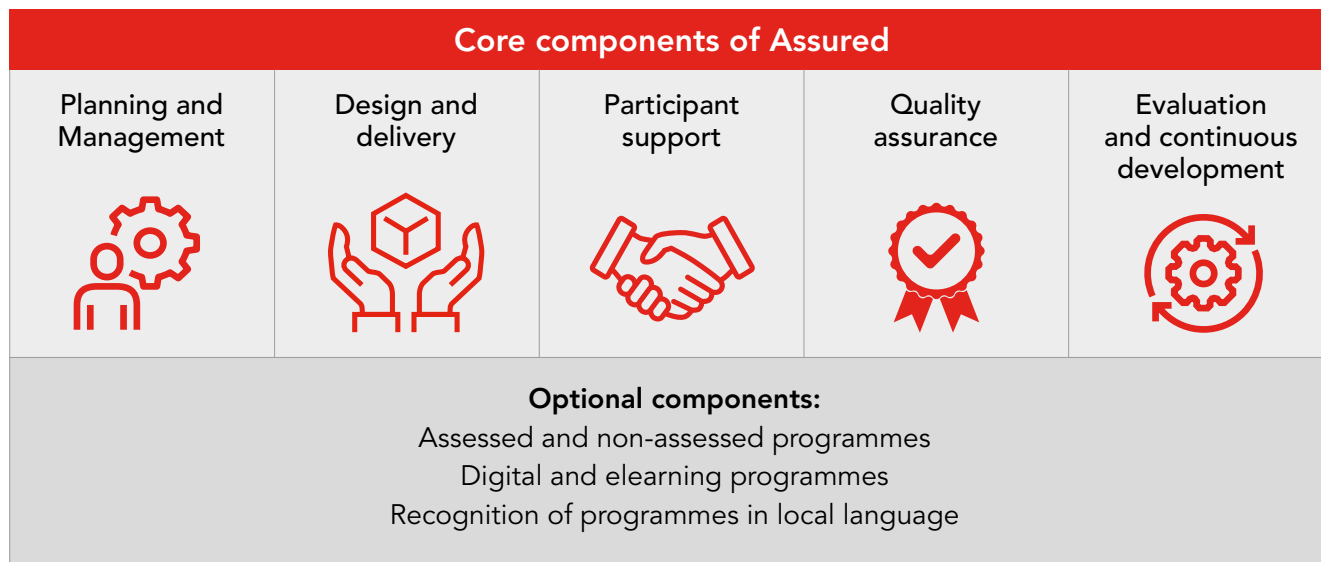 Core components of Assured
Planning and
Management
Design and
delivery
Participant
support
Quality
assurance
Evaluation
and continuous
development
Optional components:
Assessed and non-assessed programmes
Digital and elearning programmes
Recognition of programmes in local language